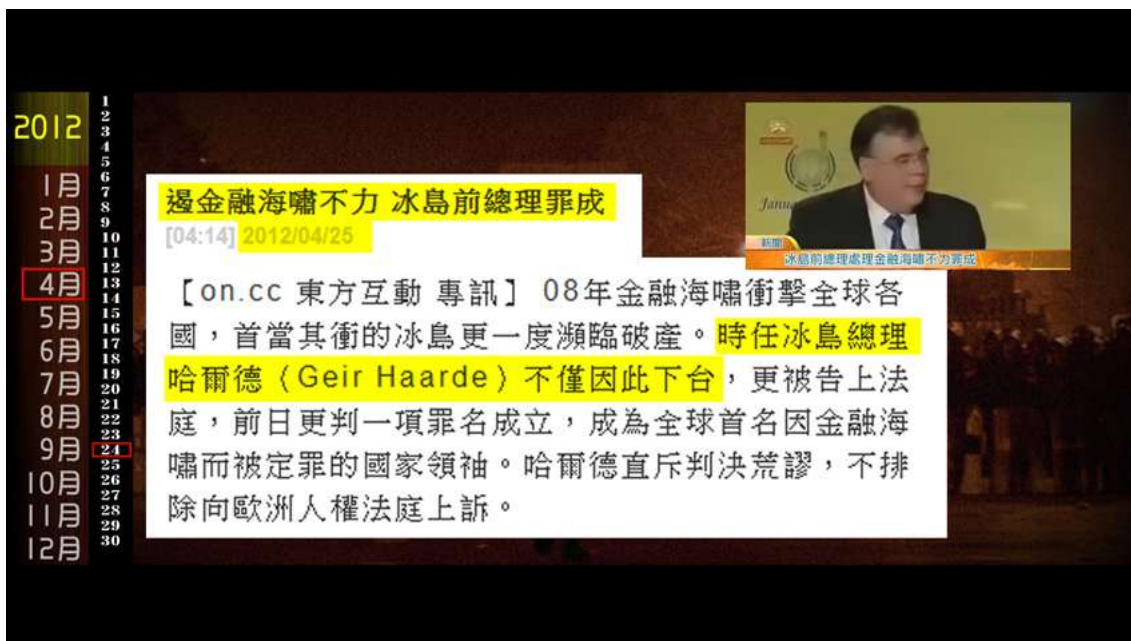 2012
1月
2月
3月
4月
5月
6月
7月
8月
9月
10月
11月
12月
1
2
3
4
5
6
7
8
9
10
11
12
13
14
15
16
17
18
19
20
21
22
23
24
25
26
27
28
29
30
遏金融海嘯不力 冰島前總理罪成
[04:14] 2012/04/25
【on.cc 東方互動 專訊】 08年金融海嘯衝擊全球各
國，首當其衝的冰島更一度瀕臨破產。時任冰島總理
哈爾德（Geir Haarde）不僅因此下台，更被告上法
庭，前日更判一項罪名成立，成為全球首名因金融海
嘯而被定罪的國家領袖。哈爾德直斥判決荒謬，不排
除向歐洲人權法庭上訴。
新聞
冰島前總理處理金融海嘯不力罪成